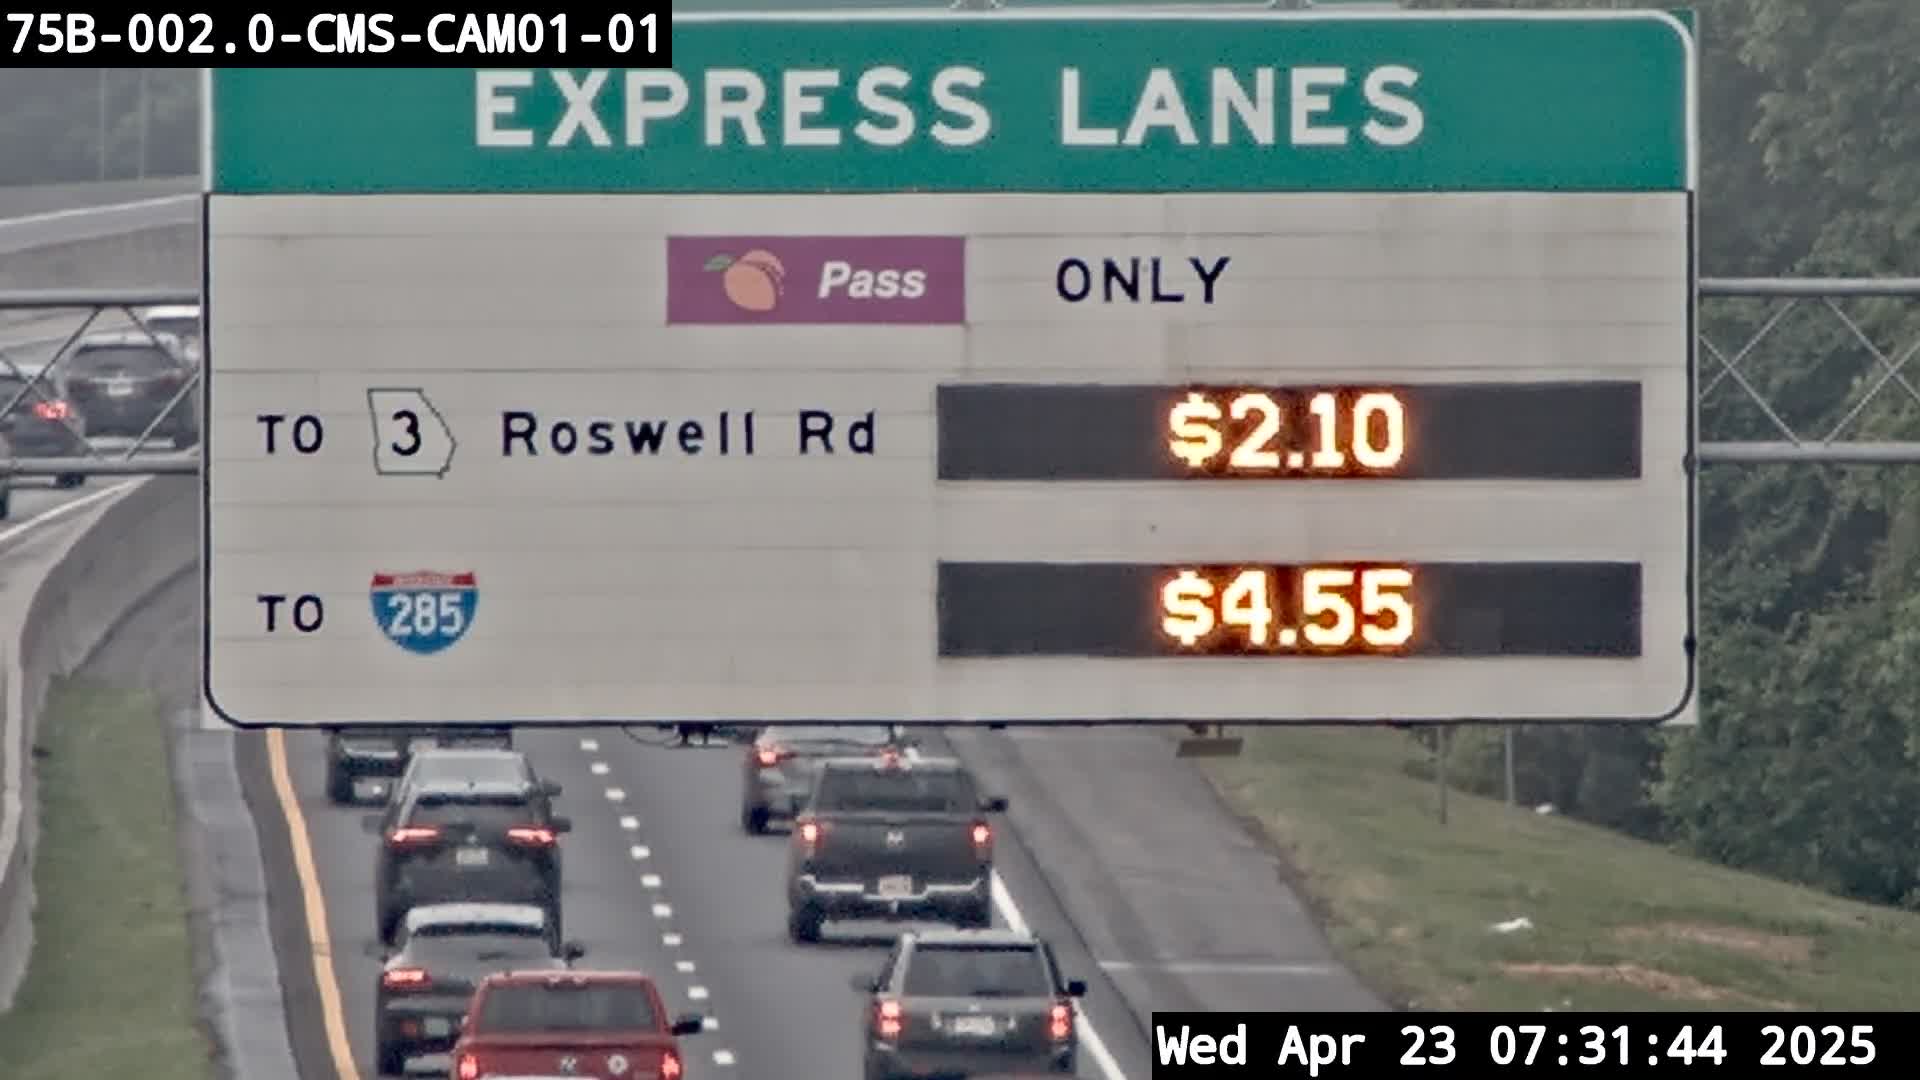 75B-002.0-CMS-CAM01-01
EXPRESS LANES
Pass ONLY
TO 3 Roswell Rd $2.10
TO 285 $4.55
Wed Apr 23 07:31:44 2025